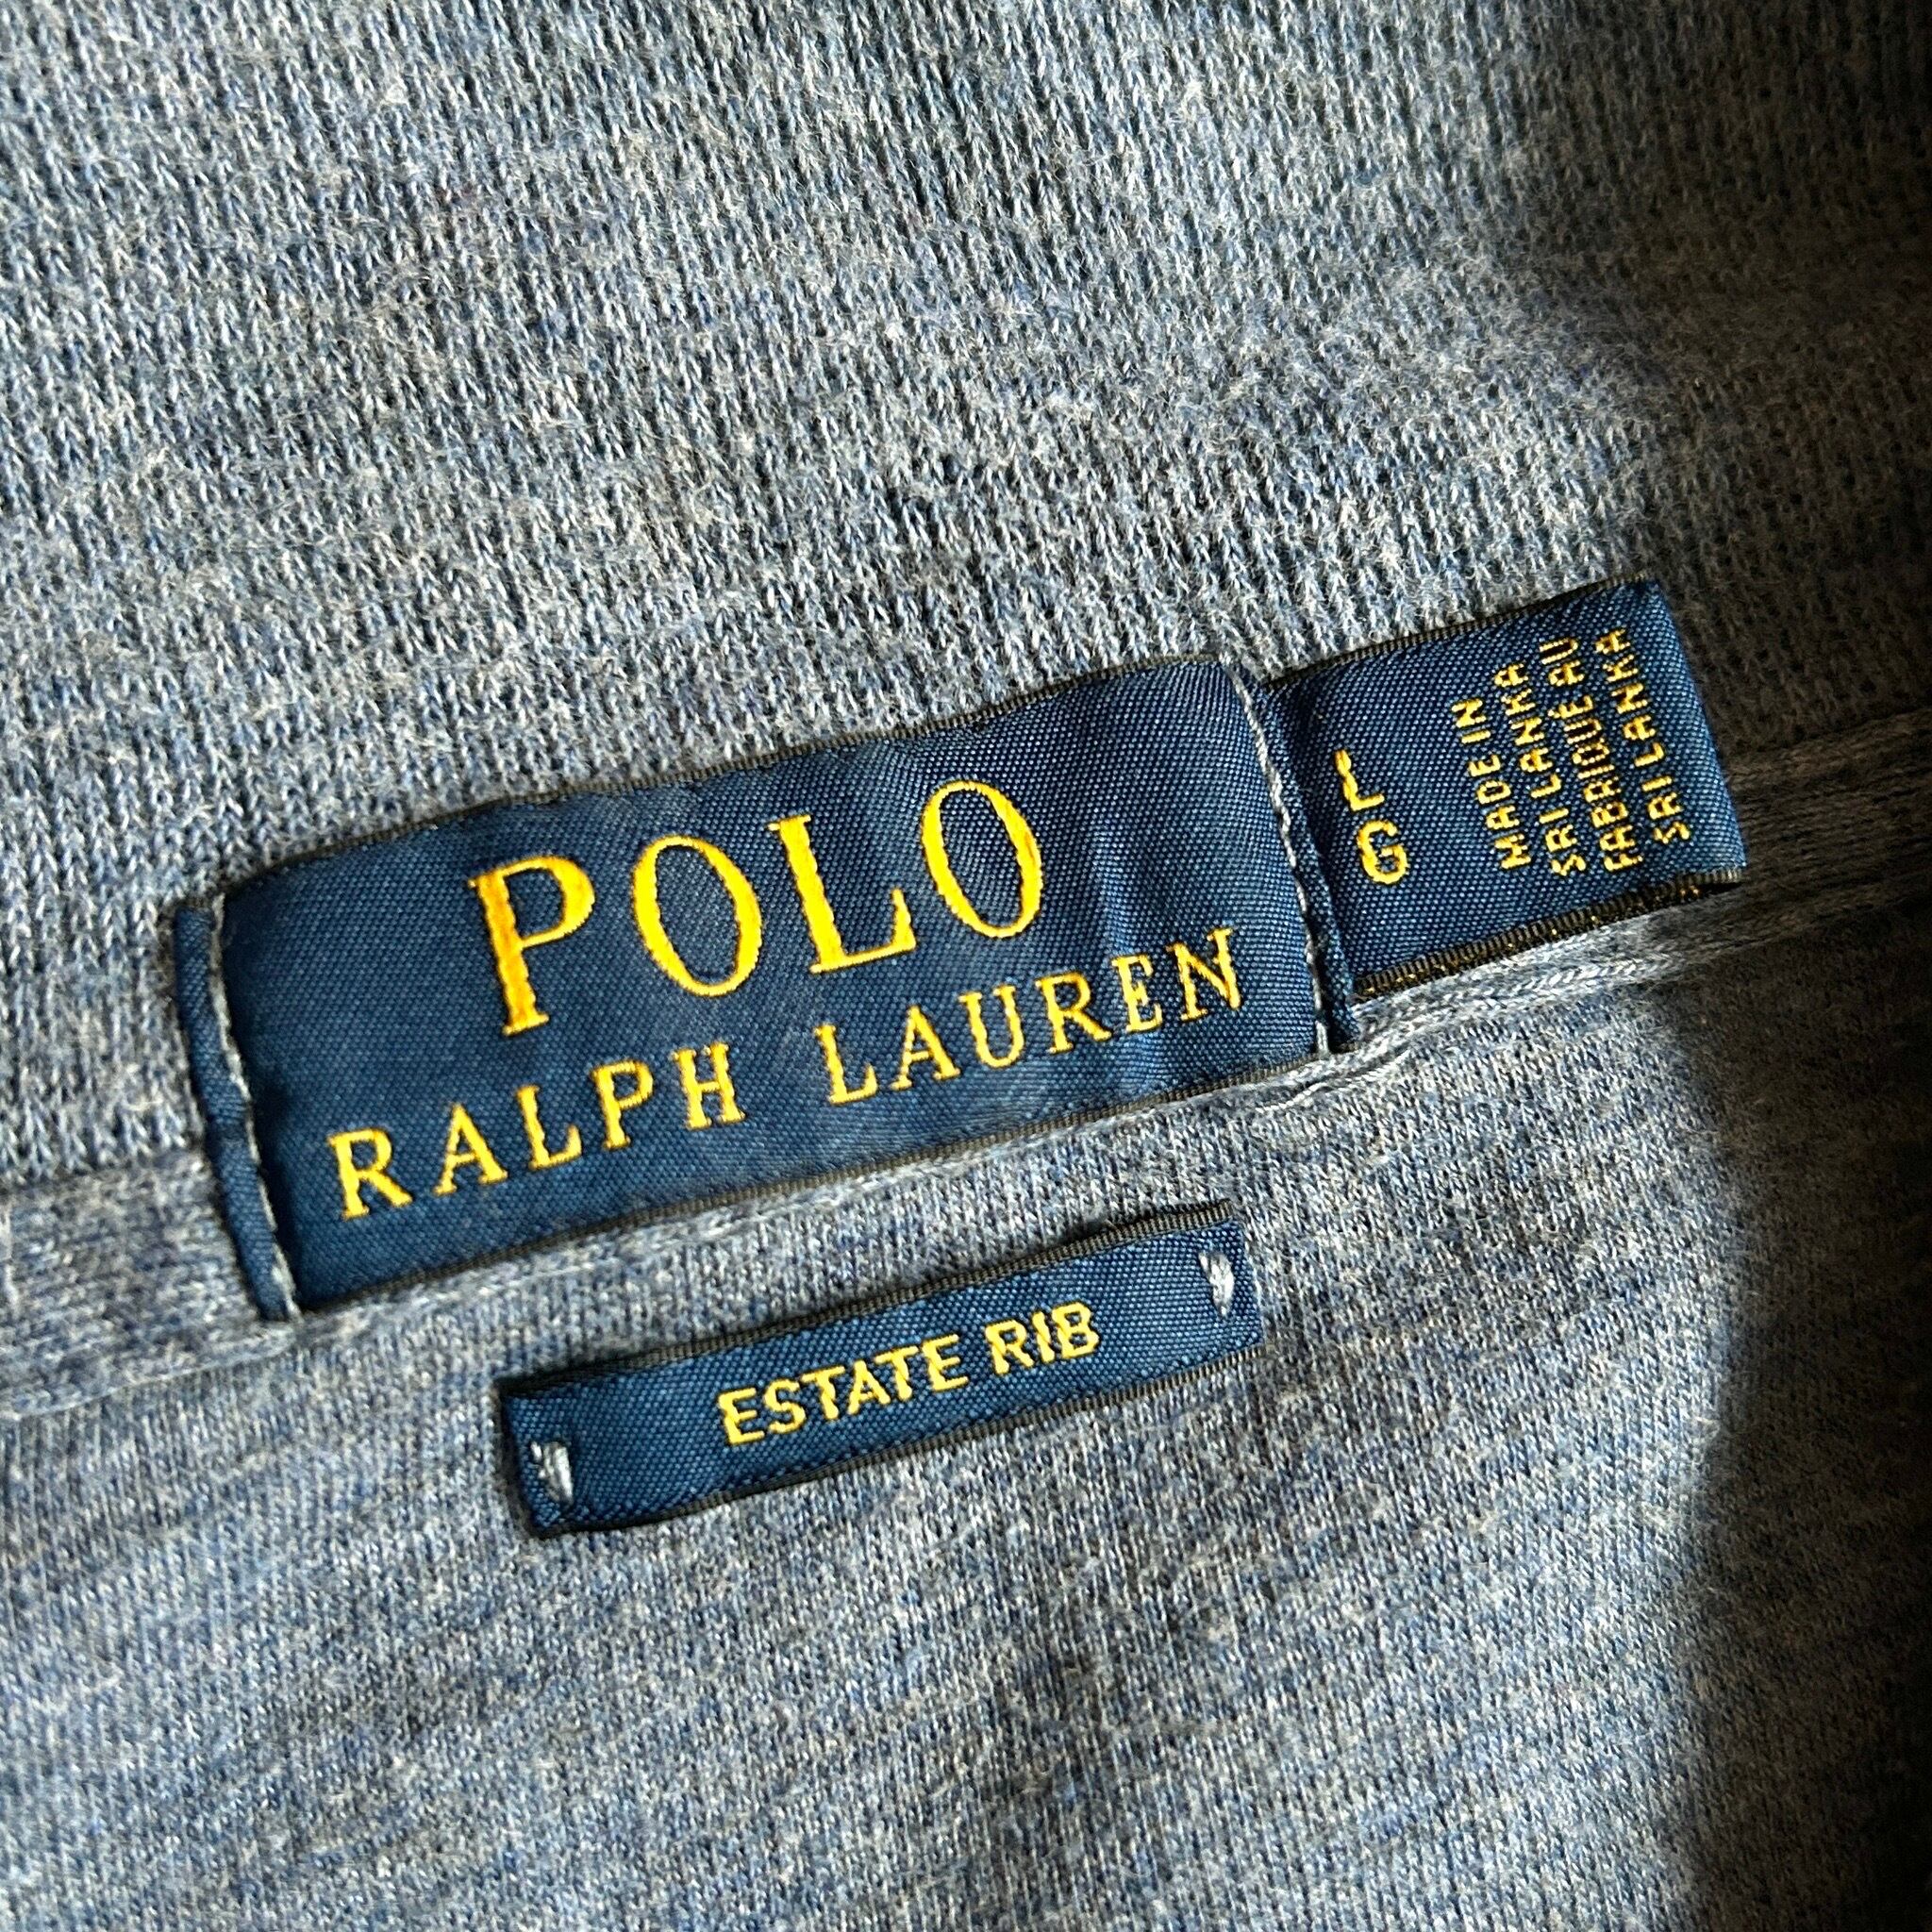 POLO
RALPH LAUREN
L
G
MADE IN
SRI LANKA
FABRIQUÉ AU
SRI LANKA
ESTATE RIB